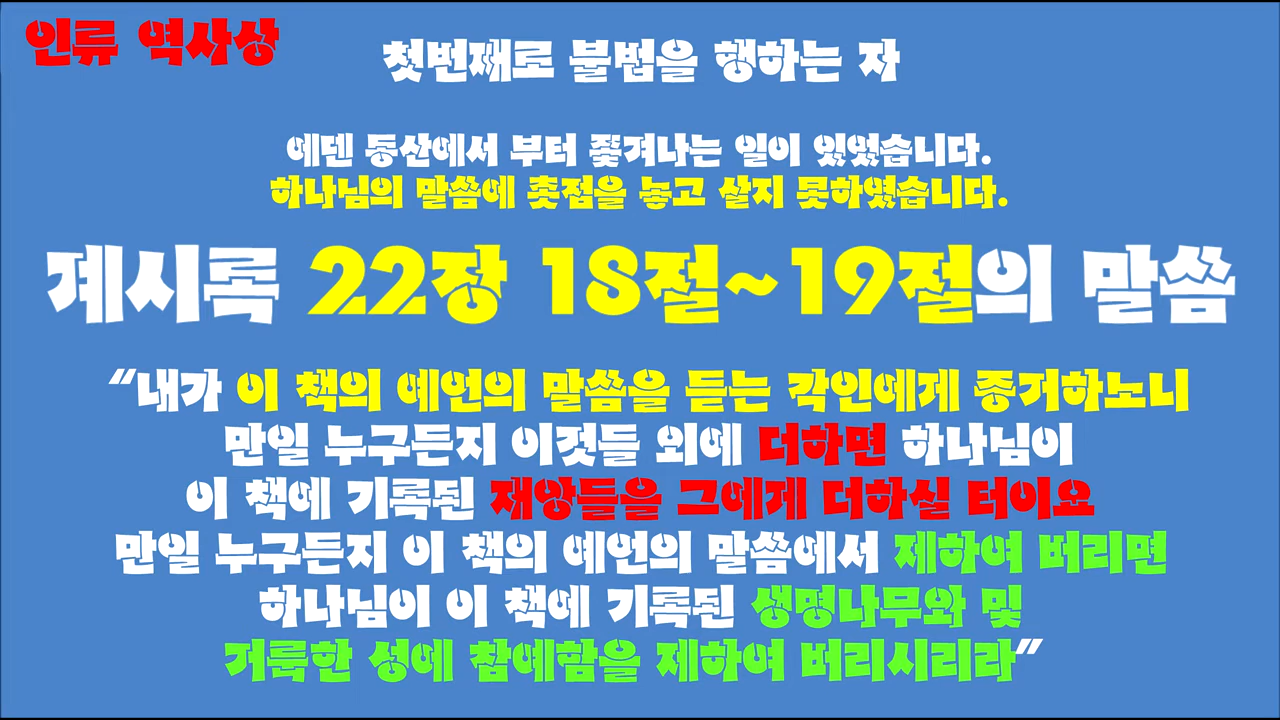 인류 역사상
첫번째로 불법을 행하는 자
에덴 동산에서 부터 쫓겨나는 일이 있었습니다.
하나님의 말씀에 촛점을 놓고 살지 못하였습니다.
계시록 22장 18절~19절의 말씀
"내가 이 책의 예언의 말씀을 듣는 각인에게 증거하노니
만일 누구든지 이것들 외에 더하면 하나님이
이 책에 기록된 재앙들을 그에게 더하실 터이요
만일 누구든지 이 책의 예언의 말씀에서 제하여 버리면
하나님이 이 책에 기록된 생명나무와 및
거룩한 성에 참예함을 제하여 버리시리라"